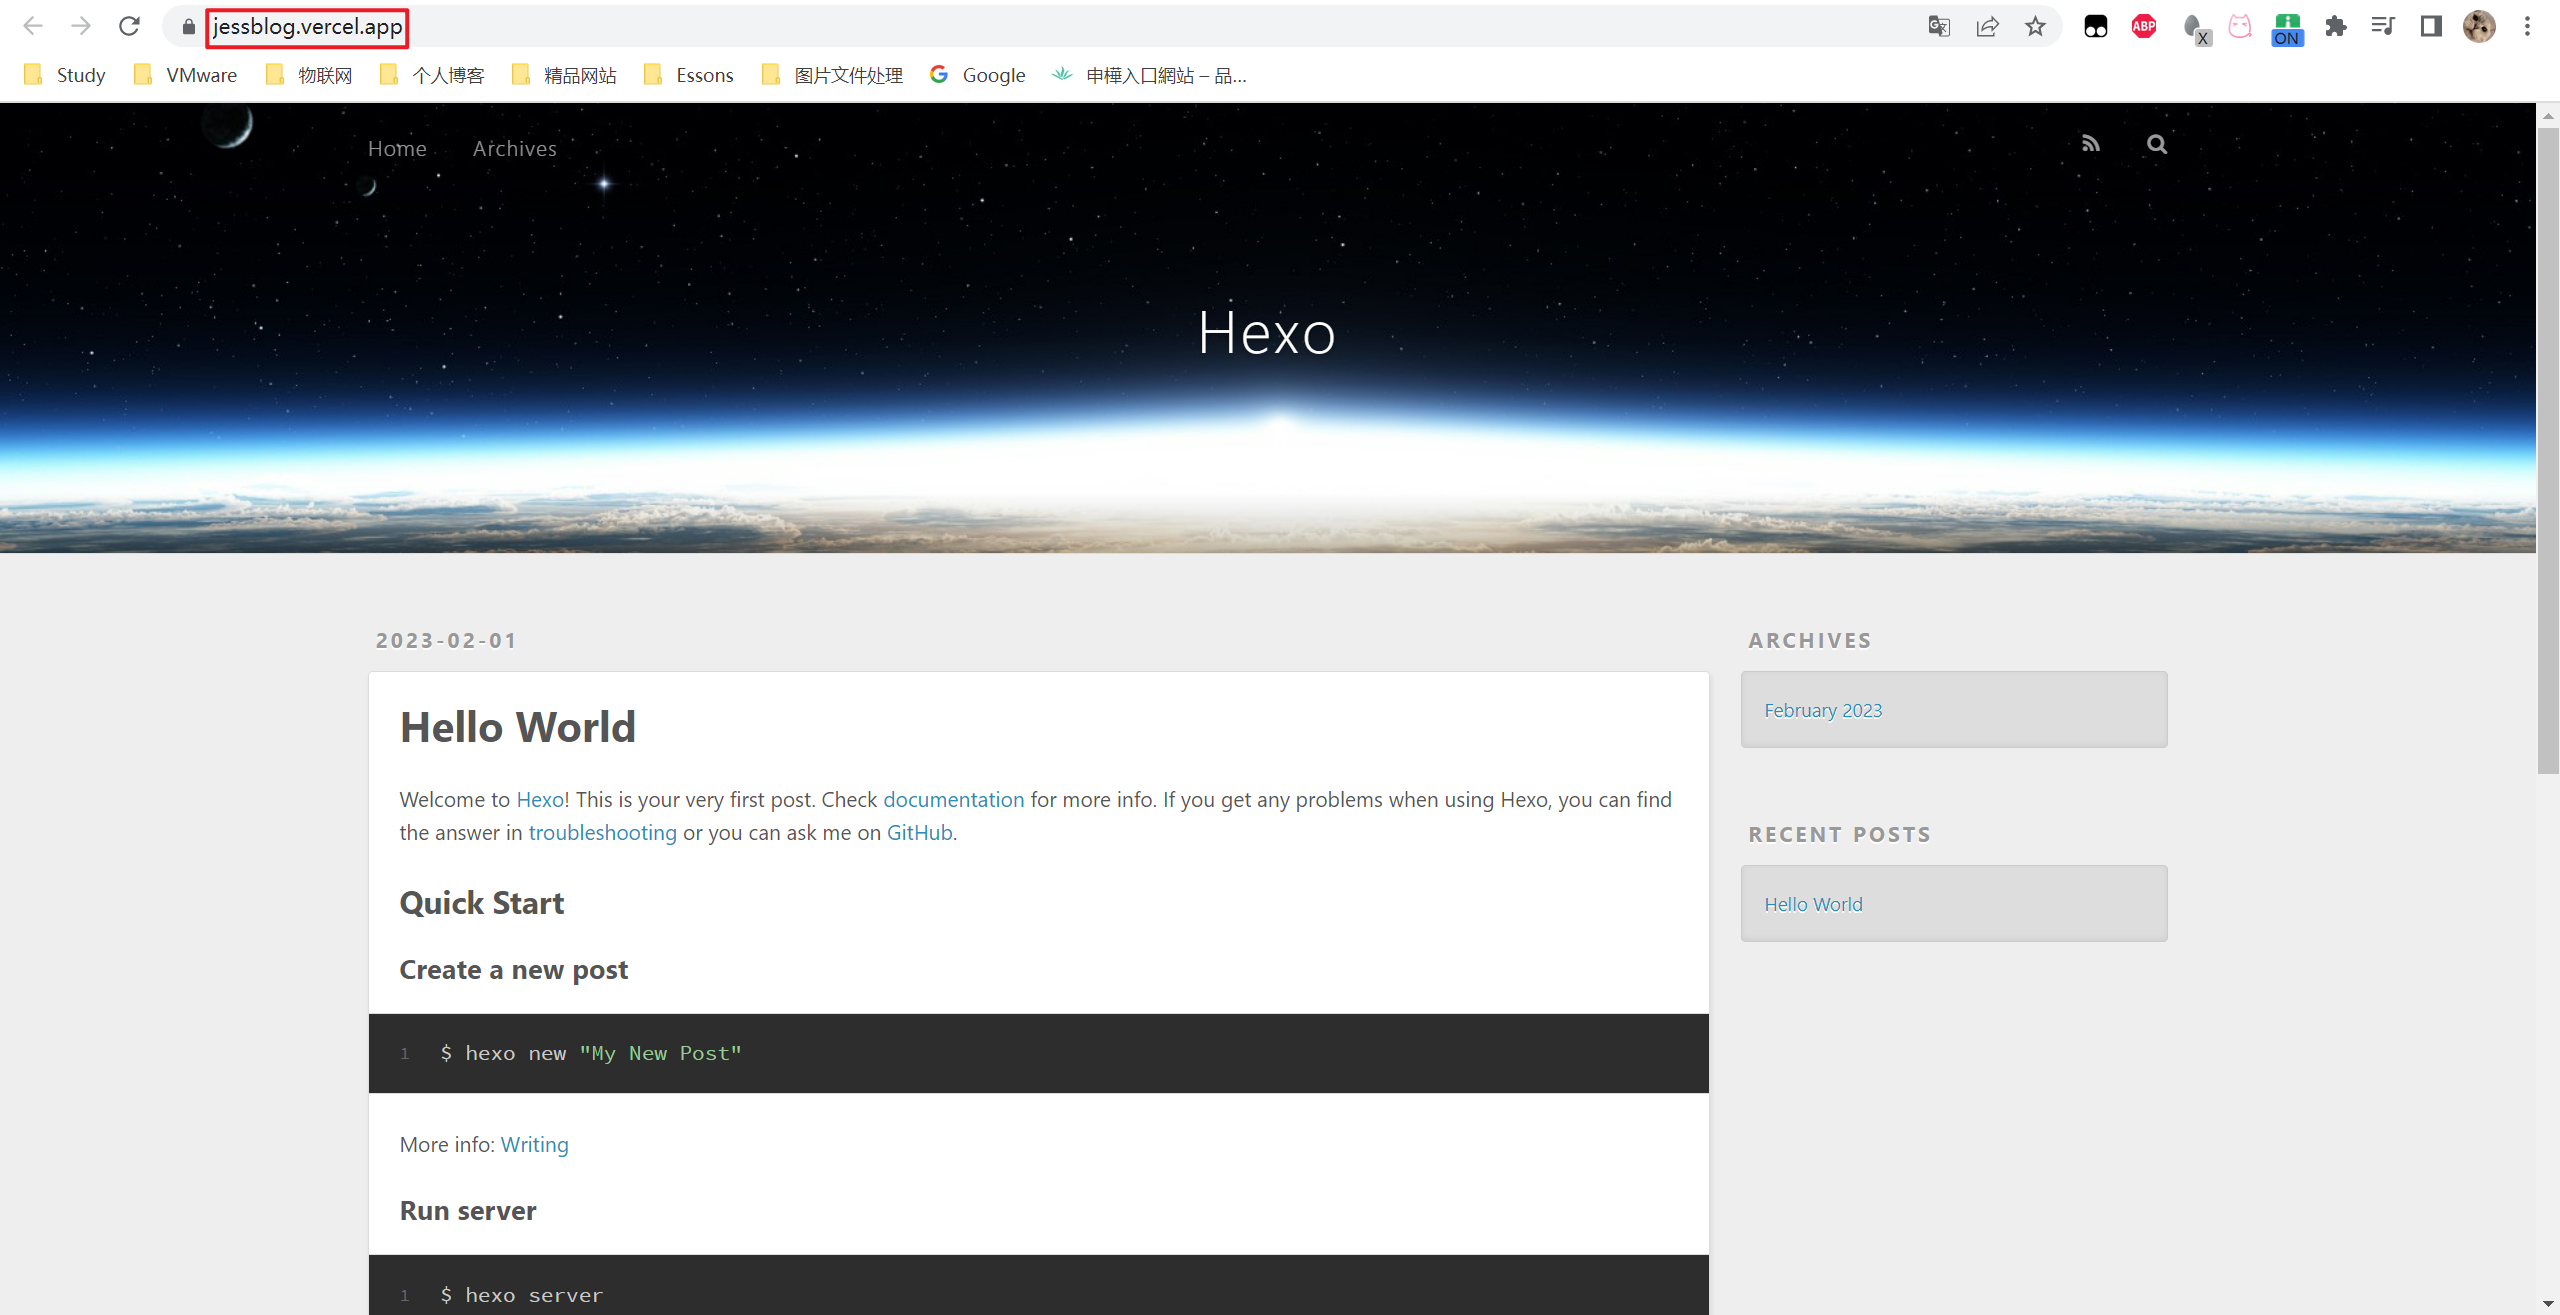 jessblog.vercel.app
ABP
X
ON
Study
VMware
物联网
个人博客
精品网站
Essons
图片文件处理
Google
申樺入口網站 – 品...
Home
Archives
Hexo
2023-02-01
Hello World
Welcome to Hexo! This is your very first post. Check documentation for more info. If you get any problems when using Hexo, you can find
the answer in troubleshooting or you can ask me on GitHub.
Quick Start
Create a new post
1 $ hexo new "My New Post"
More info: Writing
Run server
1 $ hexo server
ARCHIVES
February 2023
RECENT POSTS
Hello World